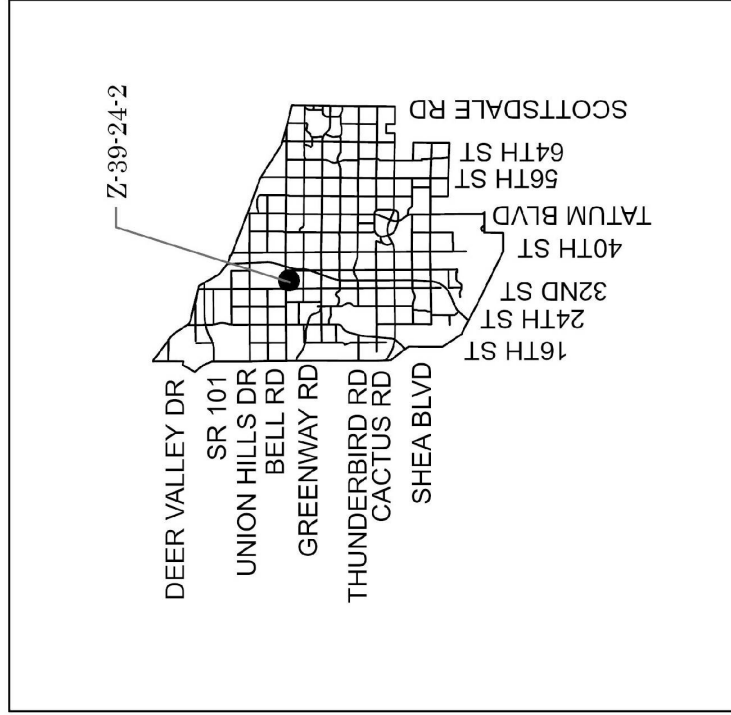 Z-39-24-2
SCOTTSDALE RD
64TH ST
56TH ST
TATUM BLVD
40TH ST
32ND ST
24TH ST
16TH ST
DEER VALLEY DR
SR 101
UNION HILLS DR
BELL RD
GREENWAY RD
THUNDERBIRD RD
CACTUS RD
SHEA BLVD